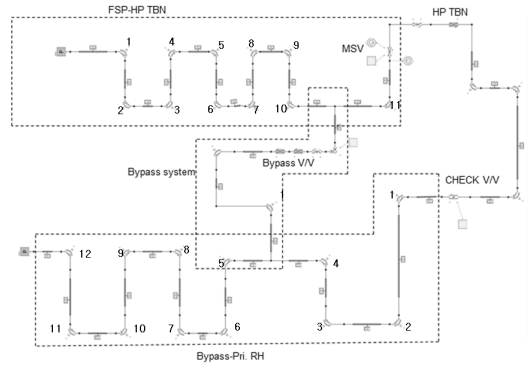 FSP-HP TBN
HP TBN
1 4 5 8 9
MSV
2 3 6 7 10 11
Bypass V/V
Bypass system
CHECK V/V
1
12 9 8 5 4
11 10 7 6 3 2
Bypass-Pri. RH